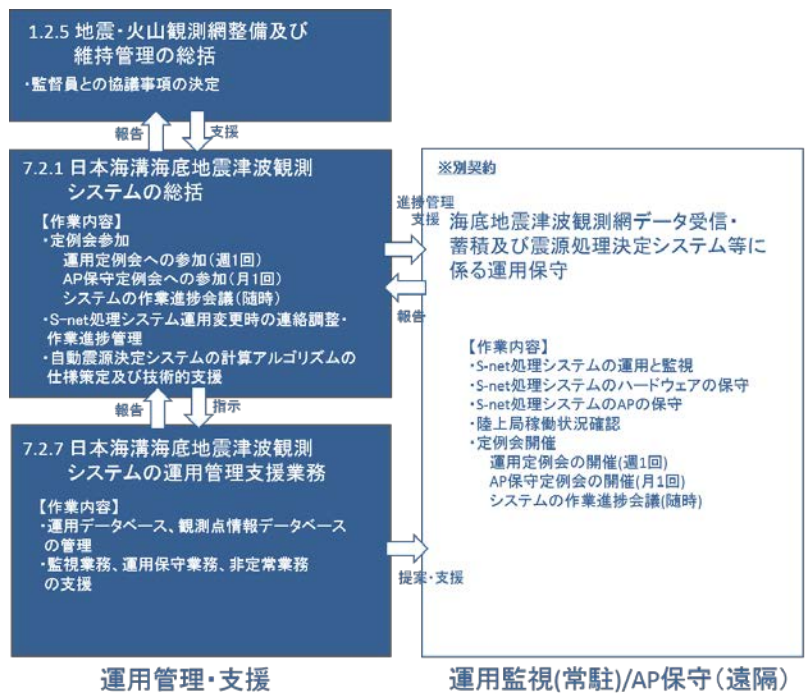 1.2.5 地震・火山観測網整備及び
維持管理の総括
・監督員との協議事項の決定
報告
支援
7.2.1 日本海溝海底地震津波観測
システムの総括
【作業内容】
・定例会参加
運用定例会への参加(週1回)
AP保守定例会への参加(月1回)
システムの作業進捗会議(随時)
・S-net処理システム運用変更時の連絡調整・
作業進捗管理
・自動震源決定システムの計算アルゴリズムの
仕様策定及び技術的支援
報告
指示
7.2.7 日本海溝海底地震津波観測
システムの運用管理支援業務
【作業内容】
・運用データベース、観測点情報データベース
の管理
・監視業務、運用保守業務、非定常業務
の支援
運用管理・支援
進捗管理
支援
報告
提案・支援
※別契約
海底地震津波観測網データ受信・
蓄積及び震源処理決定システム等に
係る運用保守
【作業内容】
・S-net処理システムの運用と監視
・S-net処理システムのハードウェアの保守
・S-net処理システムのAPの保守
・陸上局稼働状況確認
・定例会開催
運用定例会の開催(週1回)
AP保守定例会の開催(月1回)
システムの作業進捗会議(随時)
運用監視(常駐)/AP保守(遠隔)